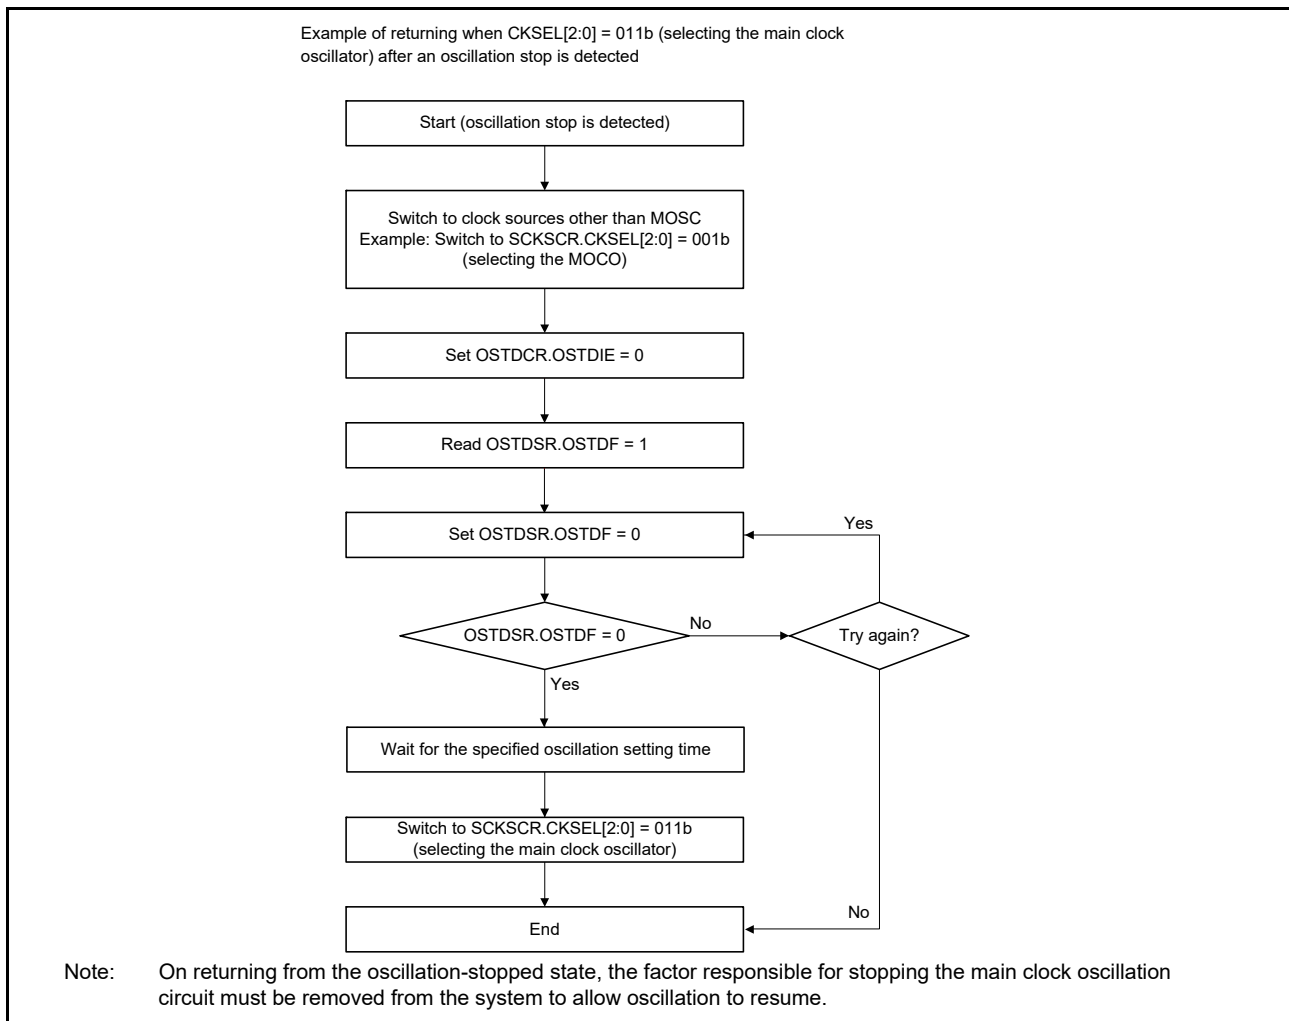 Example of returning when CKSEL[2:0] = 011b (selecting the main clock
oscillator) after an oscillation stop is detected
Start (oscillation stop is detected)
Switch to clock sources other than MOSC
Example: Switch to SCKSCR.CKSEL[2:0] = 001b
(selecting the MOCO)
Set OSTDCR.OSTDIE = 0
Read OSTDSR.OSTDF = 1
Set OSTDSR.OSTDF = 0
Yes
OSTDSR.OSTDF = 0
No
Try again?
Yes
Wait for the specified oscillation setting time
Switch to SCKSCR.CKSEL[2:0] = 011b
(selecting the main clock oscillator)
No
End
Note: On returning from the oscillation-stopped state, the factor responsible for stopping the main clock oscillation
circuit must be removed from the system to allow oscillation to resume.